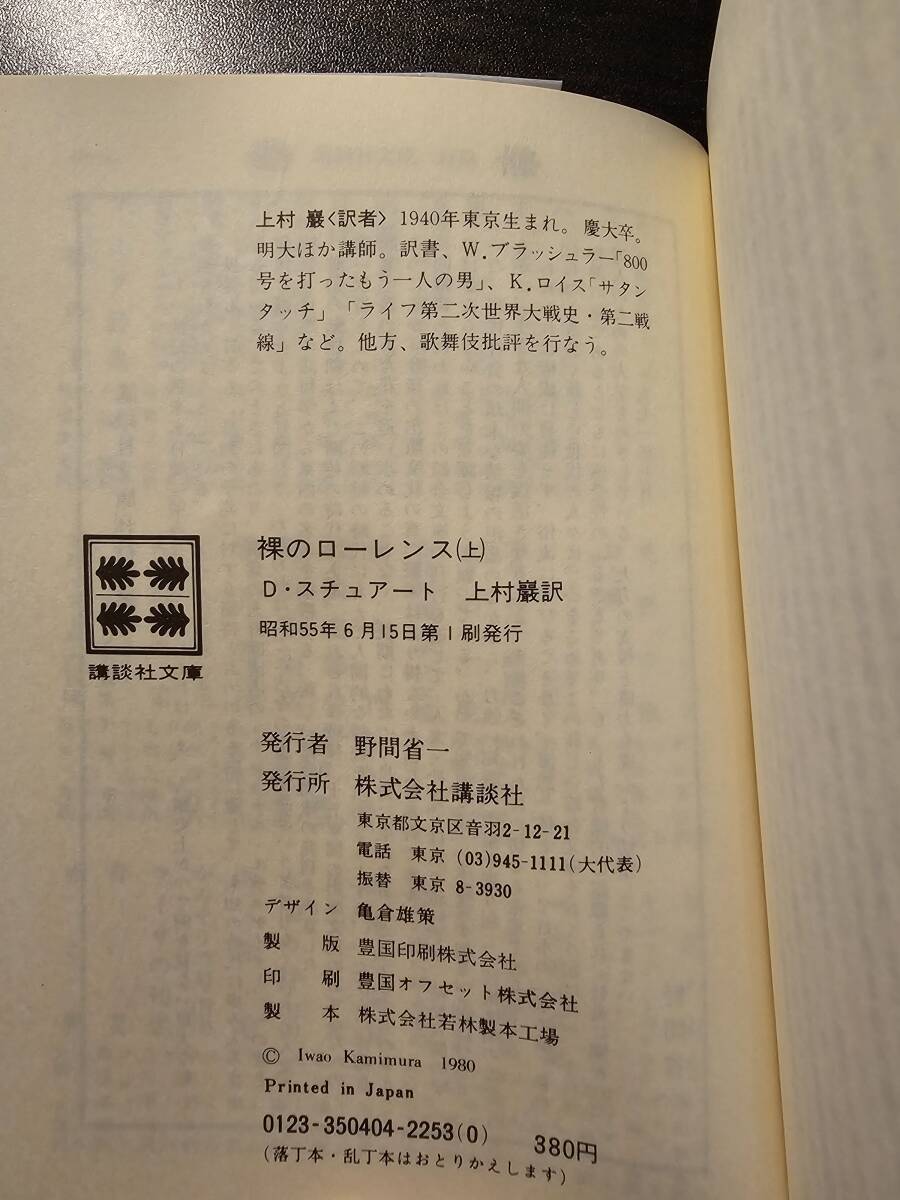 上村 巖〈訳者〉 1940年東京生まれ。慶大卒。
明大ほか講師。訳書、W.ブラッシュラー「800
号を打ったもう一人の男」、K.ロイス「サタン
タッチ」「ライフ第二次世界大戦史・第二戦
線」など。他方、歌舞伎批評を行なう。
裸のローレンス(上)
D・スチュアート 上村巖訳
昭和55年6月15日第1刷発行
講談社文庫
発行者 野間省一
発行所 株式会社講談社
東京都文京区音羽2-12-21
電話 東京 (03)945-1111(大代表)
振替 東京 8-3930
デザイン 亀倉雄策
製版 豊国印刷株式会社
印刷 豊国オフセット株式会社
製本 株式会社若林製本工場
© Iwao Kamimura 1980
Printed in Japan
0123-350404-2253(0) 380円
(落丁本・乱丁本はおとりかえします)